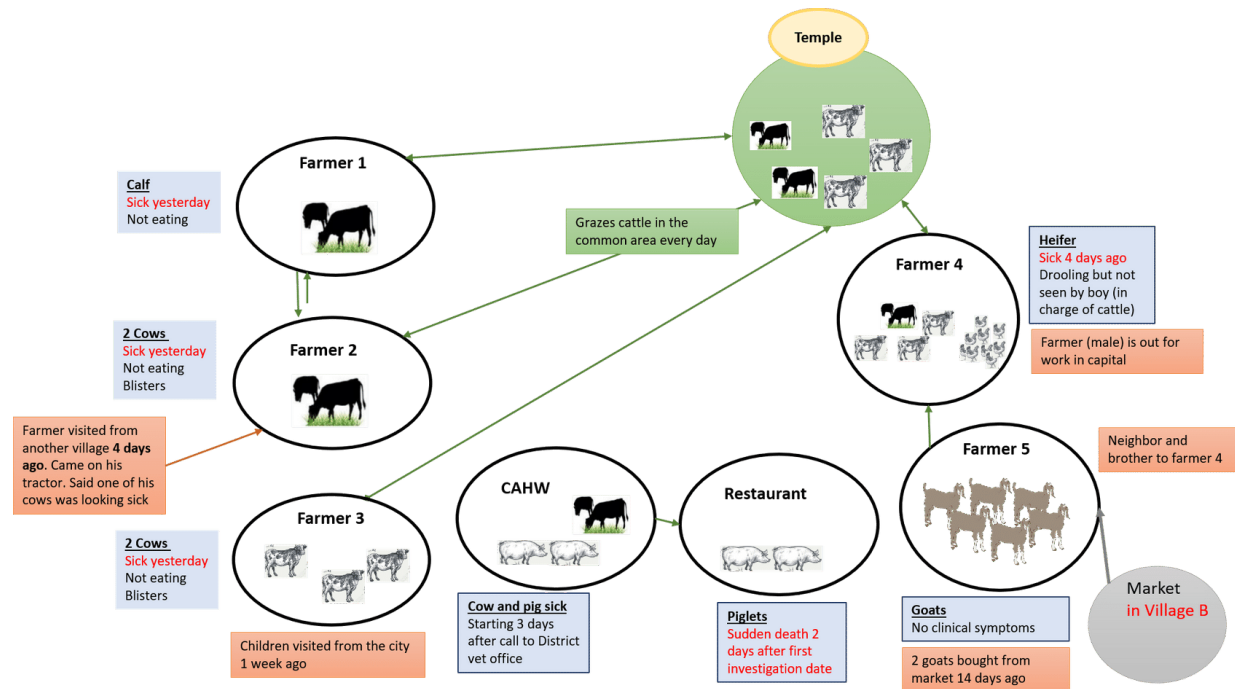 Temple
Farmer 1
Calf
Sick yesterday
Not eating
Grazes cattle in the
common area every day
Farmer 4
Heifer
Sick 4 days ago
Drooling but not
seen by boy (in
charge of cattle)
Farmer (male) is out for
work in capital
2 Cows
Sick yesterday
Not eating
Blisters
Farmer 2
Farmer visited from
another village 4 days
ago. Came on his
tractor. Said one of his
cows was looking sick
Farmer 3
2 Cows
Sick yesterday
Not eating
Blisters
Children visited from the city
1 week ago
CAHW
Cow and pig sick
Starting 3 days
after call to District
vet office
Restaurant
Piglets
Sudden death 2
days after first
investigation date
Farmer 5
Neighbor and
brother to farmer 4
Goats
No clinical symptoms
2 goats bought from
market 14 days ago
Market
in Village B